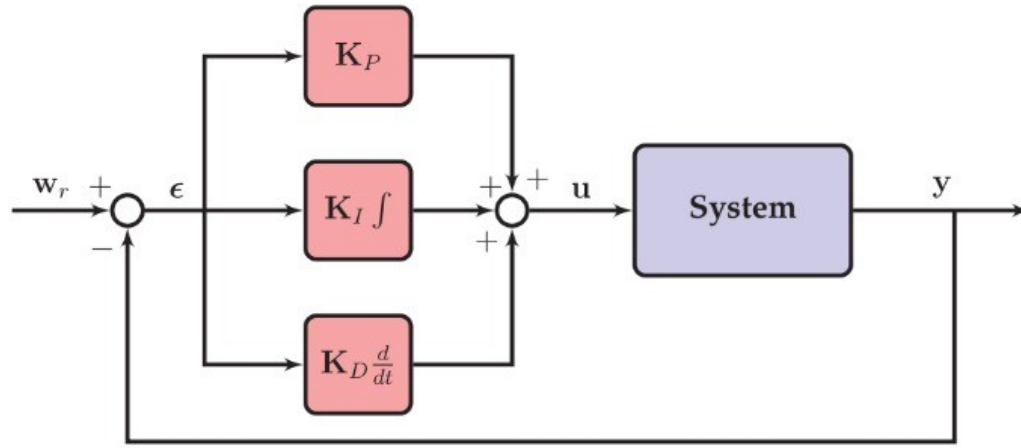 K_P
w_r
+
ϵ
K_I ∫
+
+
u
System
y
−
+
K_D d/dt